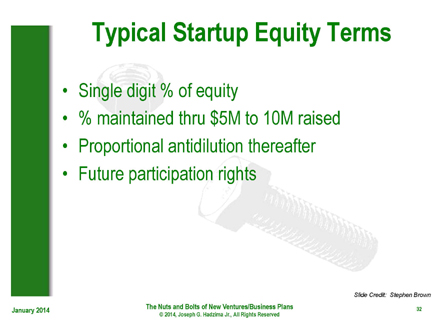 Typical Startup Equity Terms
• Single digit % of equity
• % maintained thru $5M to 10M raised
• Proportional antidilution thereafter
• Future participation rights
Slide Credit: Stephen Brown
January 2014
The Nuts and Bolts of New Ventures/Business Plans
© 2014, Joseph G. Hadzima Jr., All Rights Reserved
32